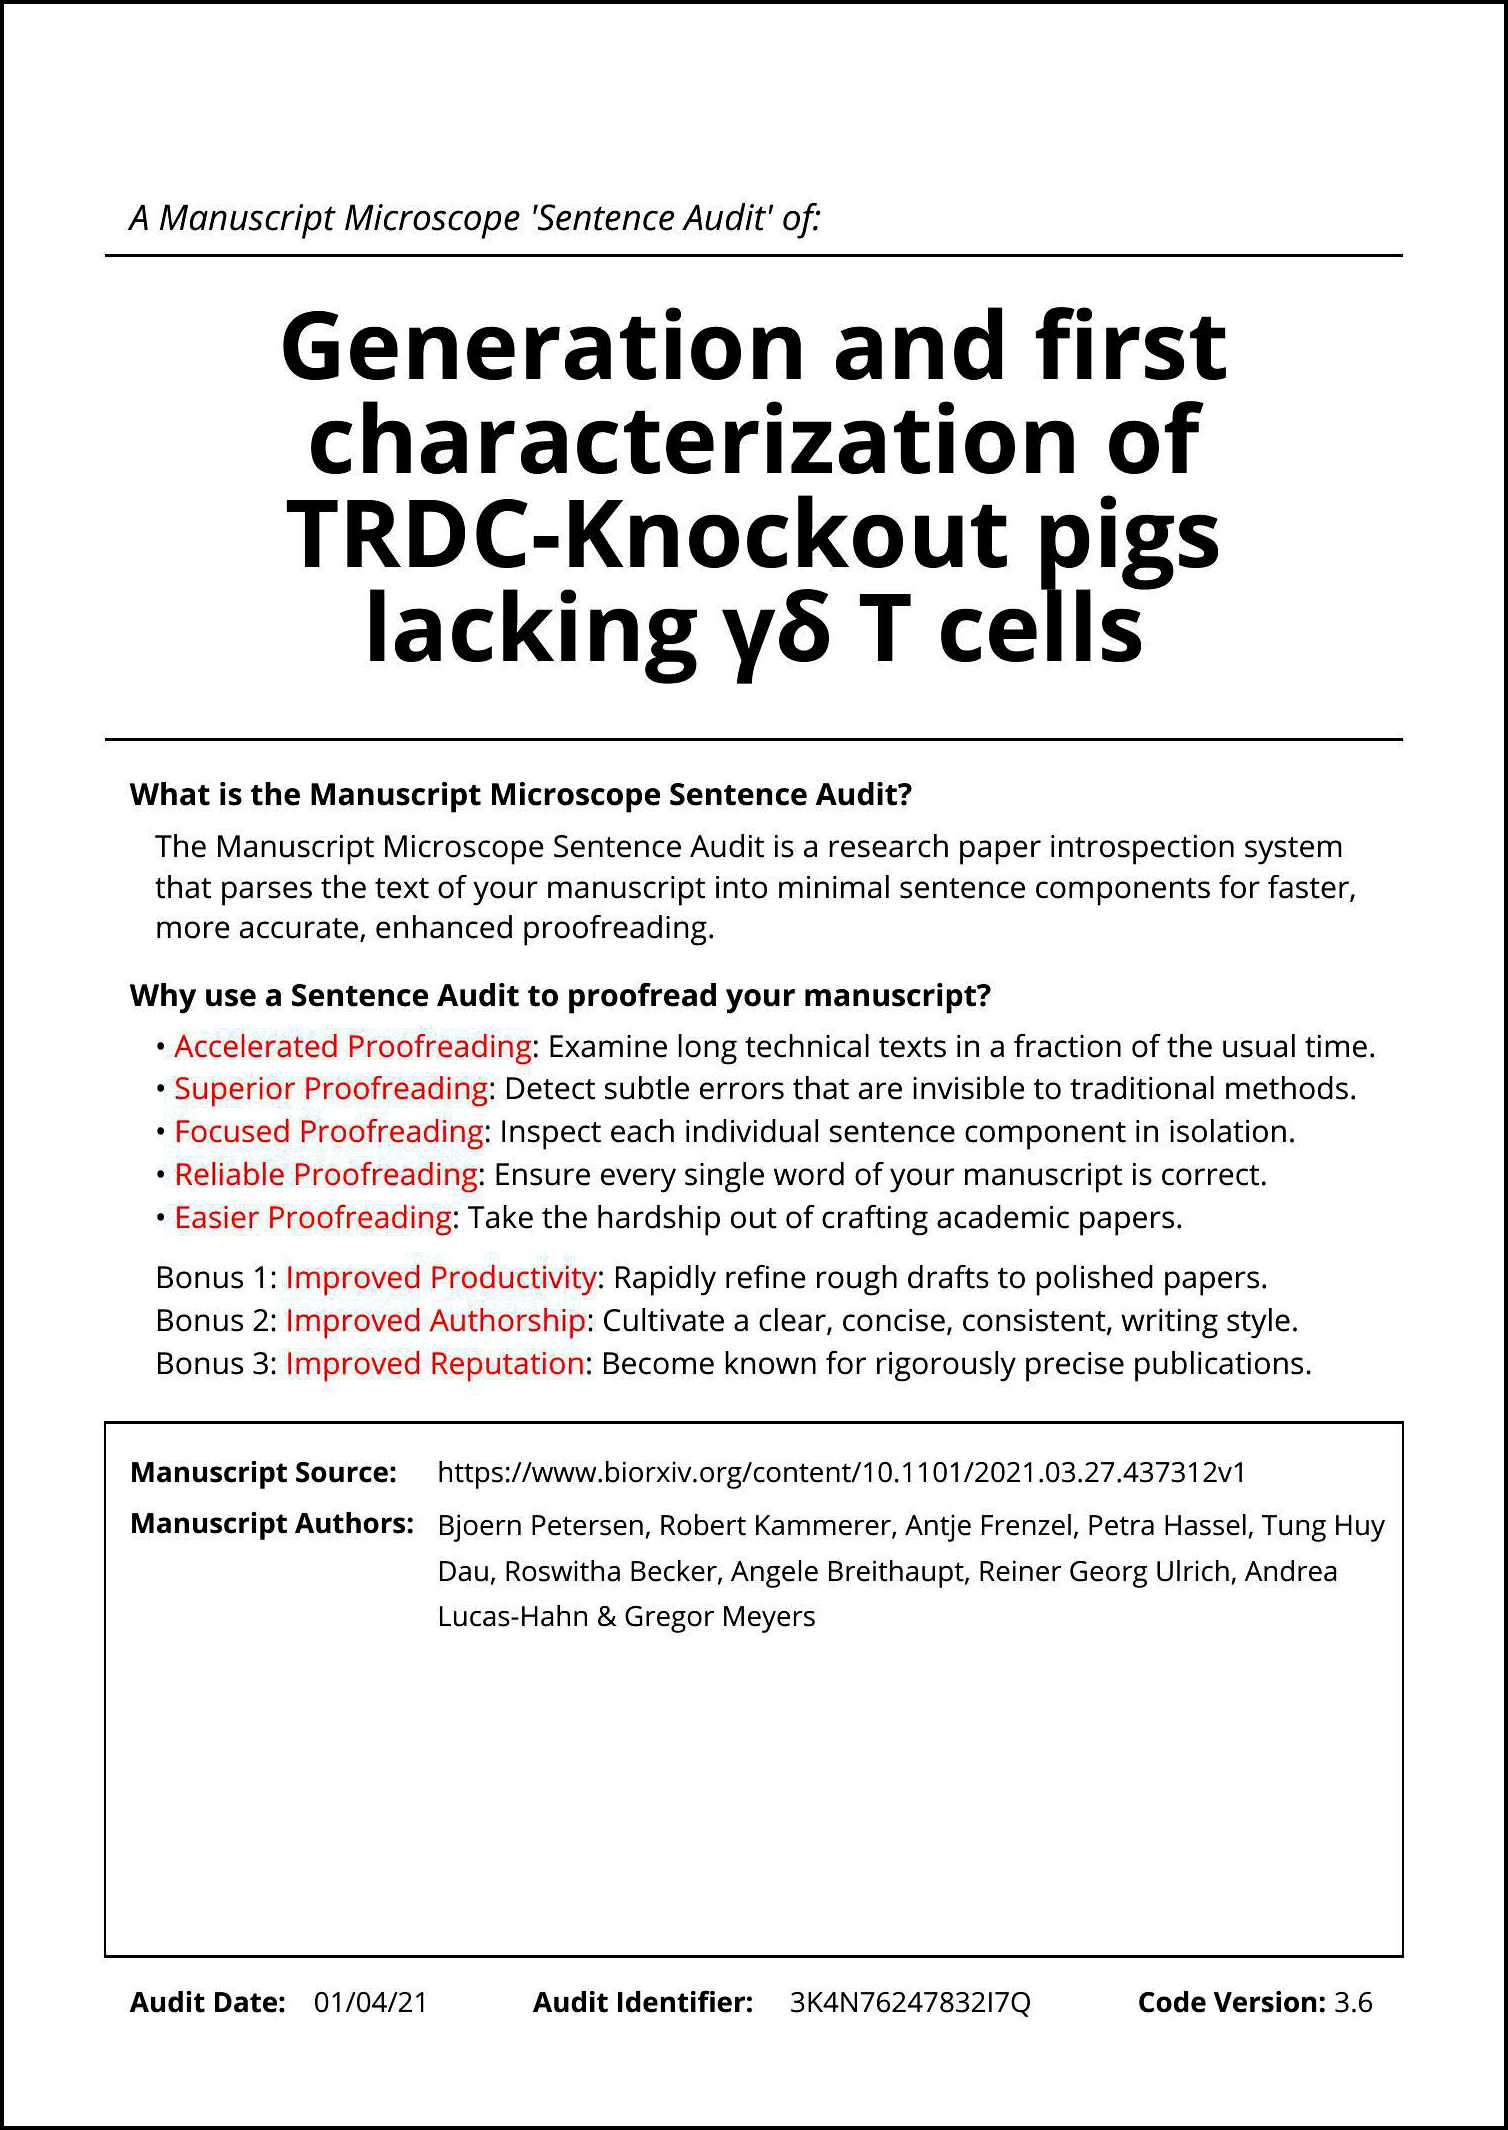 A Manuscript Microscope 'Sentence Audit' of:
Generation and first
characterization of
TRDC-Knockout pigs
lacking γδ T cells
What is the Manuscript Microscope Sentence Audit?
The Manuscript Microscope Sentence Audit is a research paper introspection system
that parses the text of your manuscript into minimal sentence components for faster,
more accurate, enhanced proofreading.
Why use a Sentence Audit to proofread your manuscript?
• Accelerated Proofreading: Examine long technical texts in a fraction of the usual time.
• Superior Proofreading: Detect subtle errors that are invisible to traditional methods.
• Focused Proofreading: Inspect each individual sentence component in isolation.
• Reliable Proofreading: Ensure every single word of your manuscript is correct.
• Easier Proofreading: Take the hardship out of crafting academic papers.
Bonus 1: Improved Productivity: Rapidly refine rough drafts to polished papers.
Bonus 2: Improved Authorship: Cultivate a clear, concise, consistent, writing style.
Bonus 3: Improved Reputation: Become known for rigorously precise publications.
Manuscript Source: https://www.biorxiv.org/content/10.1101/2021.03.27.437312v1
Manuscript Authors: Bjoern Petersen, Robert Kammerer, Antje Frenzel, Petra Hassel, Tung Huy
Dau, Roswitha Becker, Angele Breithaupt, Reiner Georg Ulrich, Andrea
Lucas-Hahn & Gregor Meyers
Audit Date: 01/04/21 Audit Identifier: 3K4N76247832I7Q Code Version: 3.6